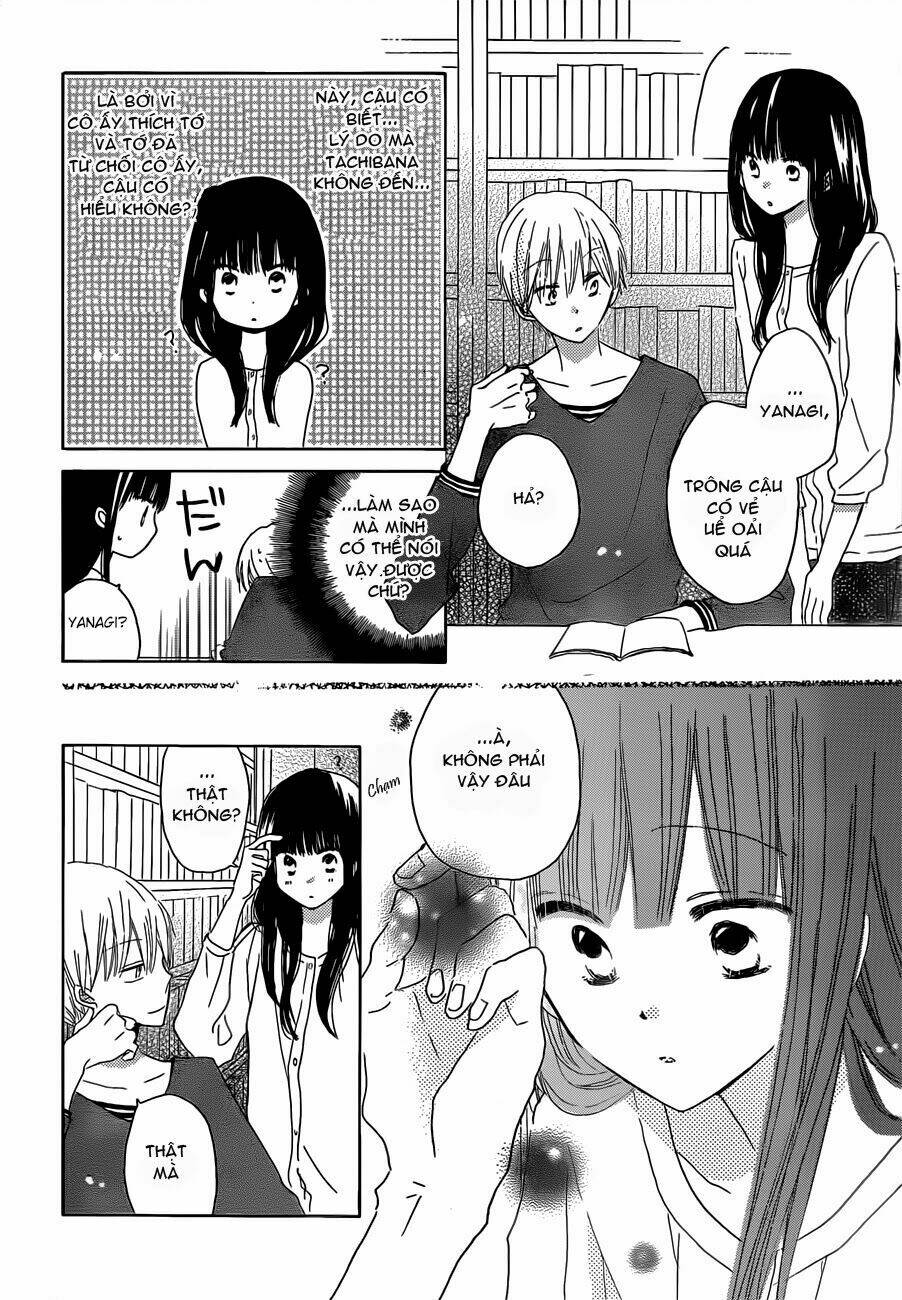 ...
YANAGI,
TRÔNG CẬU
CÓ VẺ
UỂ OẢI
QUÁ
HẢ?
NÀY, CẬU CÓ
BIẾT...
LÝ DO MÀ
TACHIBANA
KHÔNG ĐẾN...
LÀ BỞI VÌ
CÔ ẤY THÍCH TỚ
VÀ TỚ ĐÃ
TỪ CHỐI CÔ ẤY,
CẬU CÓ
HIỂU KHÔNG?
?
?
...LÀM SAO
MÀ MÌNH
CÓ THỂ NÓI
VẬY ĐƯỢC
CHỨ?
だん
YANAGI?
...À,
KHÔNG PHẢI
VẬY ĐÂU
Chạm
?
...
THẬT
KHÔNG?
THẬT
MÀ